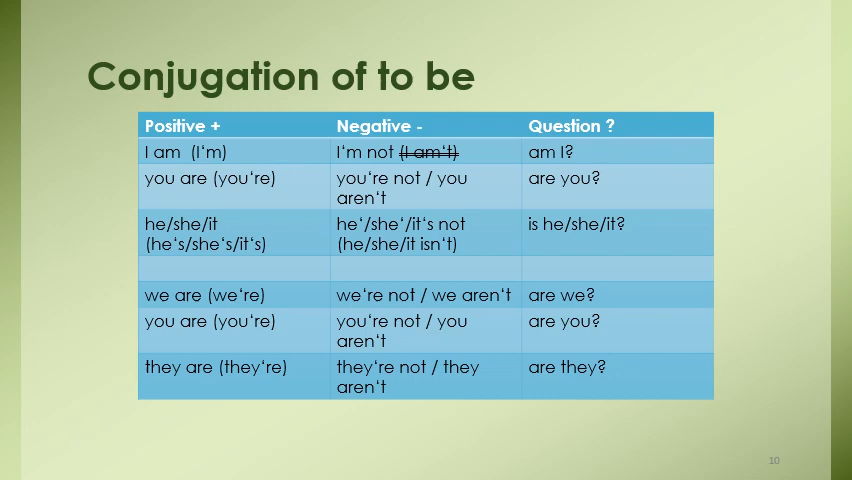 Conjugation of to be
Positive +
Negative -
Question ?
I am  (I‘m)
I‘m not (I am‘t)
am I?
you are (you‘re)
you‘re not / you
aren‘t
are you?
he/she/it
(he‘s/she‘s/it‘s)
he‘/she‘/it‘s not
(he/she/it isn‘t)
is he/she/it?
we are (we‘re)
we‘re not / we aren‘t
are we?
you are (you‘re)
you‘re not / you
aren‘t
are you?
they are (they‘re)
they‘re not / they
aren‘t
are they?
10